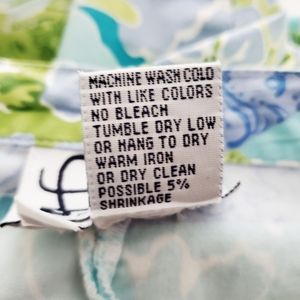 MACHINE WASH COLD
WITH LIKE COLORS
NO BLEACH
TUMBLE DRY LOW
OR HANG TO DRY
WARM IRON
OR DRY CLEAN
POSSIBLE 5%
SHRINKAGE